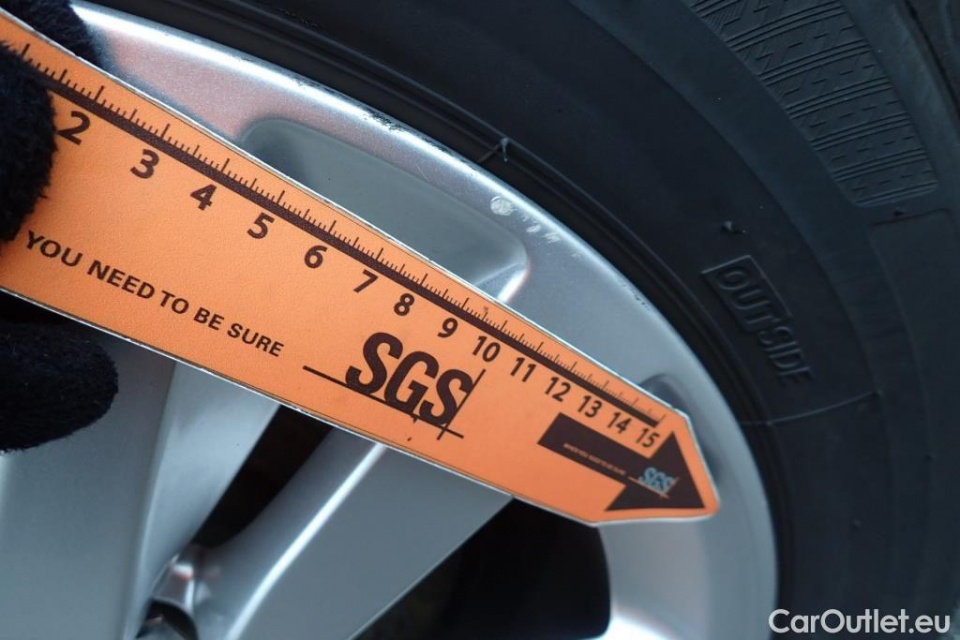 2 3 4 5 6 7 8 9 10 11 12 13 14 15
YOU NEED TO BE SURE
SGS
SGS
OUTSIDE
CarOutlet.eu